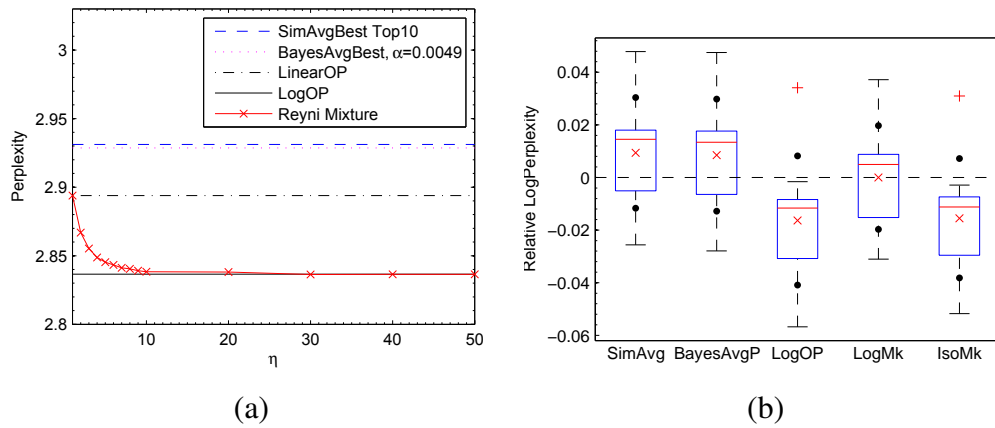 3
2.95
2.9
2.85
2.8
Perplexity
SimAvgBest Top10
BayesAvgBest, α=0.0049
LinearOP
LogOP
Reyni Mixture
10 20 30 40 50
η
(a)
0.04
0.02
0
−0.02
−0.04
−0.06
Relative LogPerplexity
SimAvg BayesAvgP LogOP LogMk IsoMk
(b)